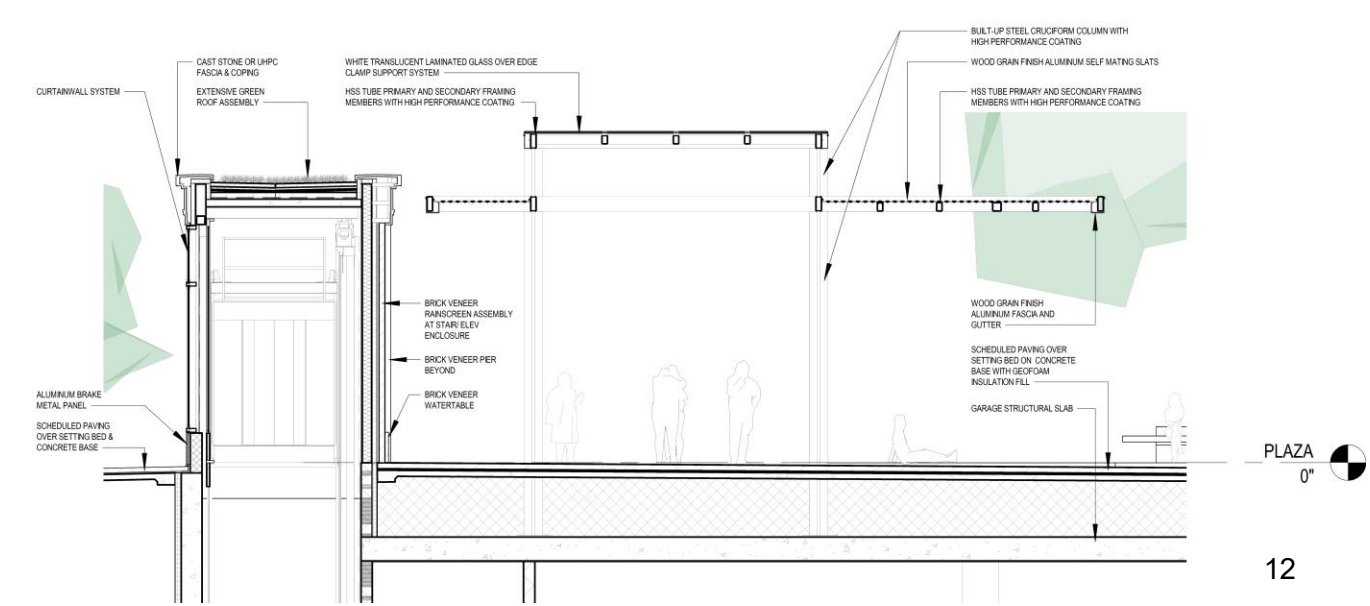 CURTAINWALL SYSTEM
CAST STONE OR UHPC
FASCIA & COPING
EXTENSIVE GREEN
ROOF ASSEMBLY
WHITE TRANSLUCENT LAMINATED GLASS OVER EDGE
CLAMP SUPPORT SYSTEM
HSS TUBE PRIMARY AND SECONDARY FRAMING
MEMBERS WITH HIGH PERFORMANCE COATING
BUILT-UP STEEL CRUCIFORM COLUMN WITH
HIGH PERFORMANCE COATING
WOOD GRAIN FINISH ALUMINUM SELF MATING SLATS
HSS TUBE PRIMARY AND SECONDARY FRAMING
MEMBERS WITH HIGH PERFORMANCE COATING
BRICK VENEER
RAINSCREEN ASSEMBLY
AT STAIR/ ELEV
ENCLOSURE
BRICK VENEER PIER
BEYOND
BRICK VENEER
WATERTABLE
WOOD GRAIN FINISH
ALUMINUM FASCIA AND
GUTTER
SCHEDULED PAVING OVER
SETTING BED ON CONCRETE
BASE WITH GEOFOAM
INSULATION FILL
GARAGE STRUCTURAL SLAB
ALUMINUM BRAKE
METAL PANEL
SCHEDULED PAVING
OVER SETTING BED &
CONCRETE BASE
PLAZA
0"
12